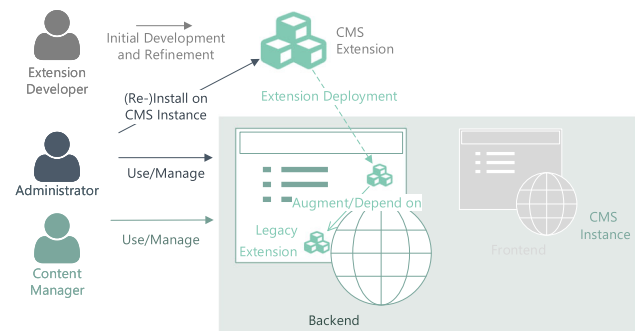 Initial Development
and Refinement
CMS
Extension
Extension
Developer
(Re-)Install on
CMS Instance
Extension Deployment
Administrator
Use/Manage
Augment/Depend on
Legacy
Extension
CMS
Instance
Frontend
Use/Manage
Content
Manager
Backend